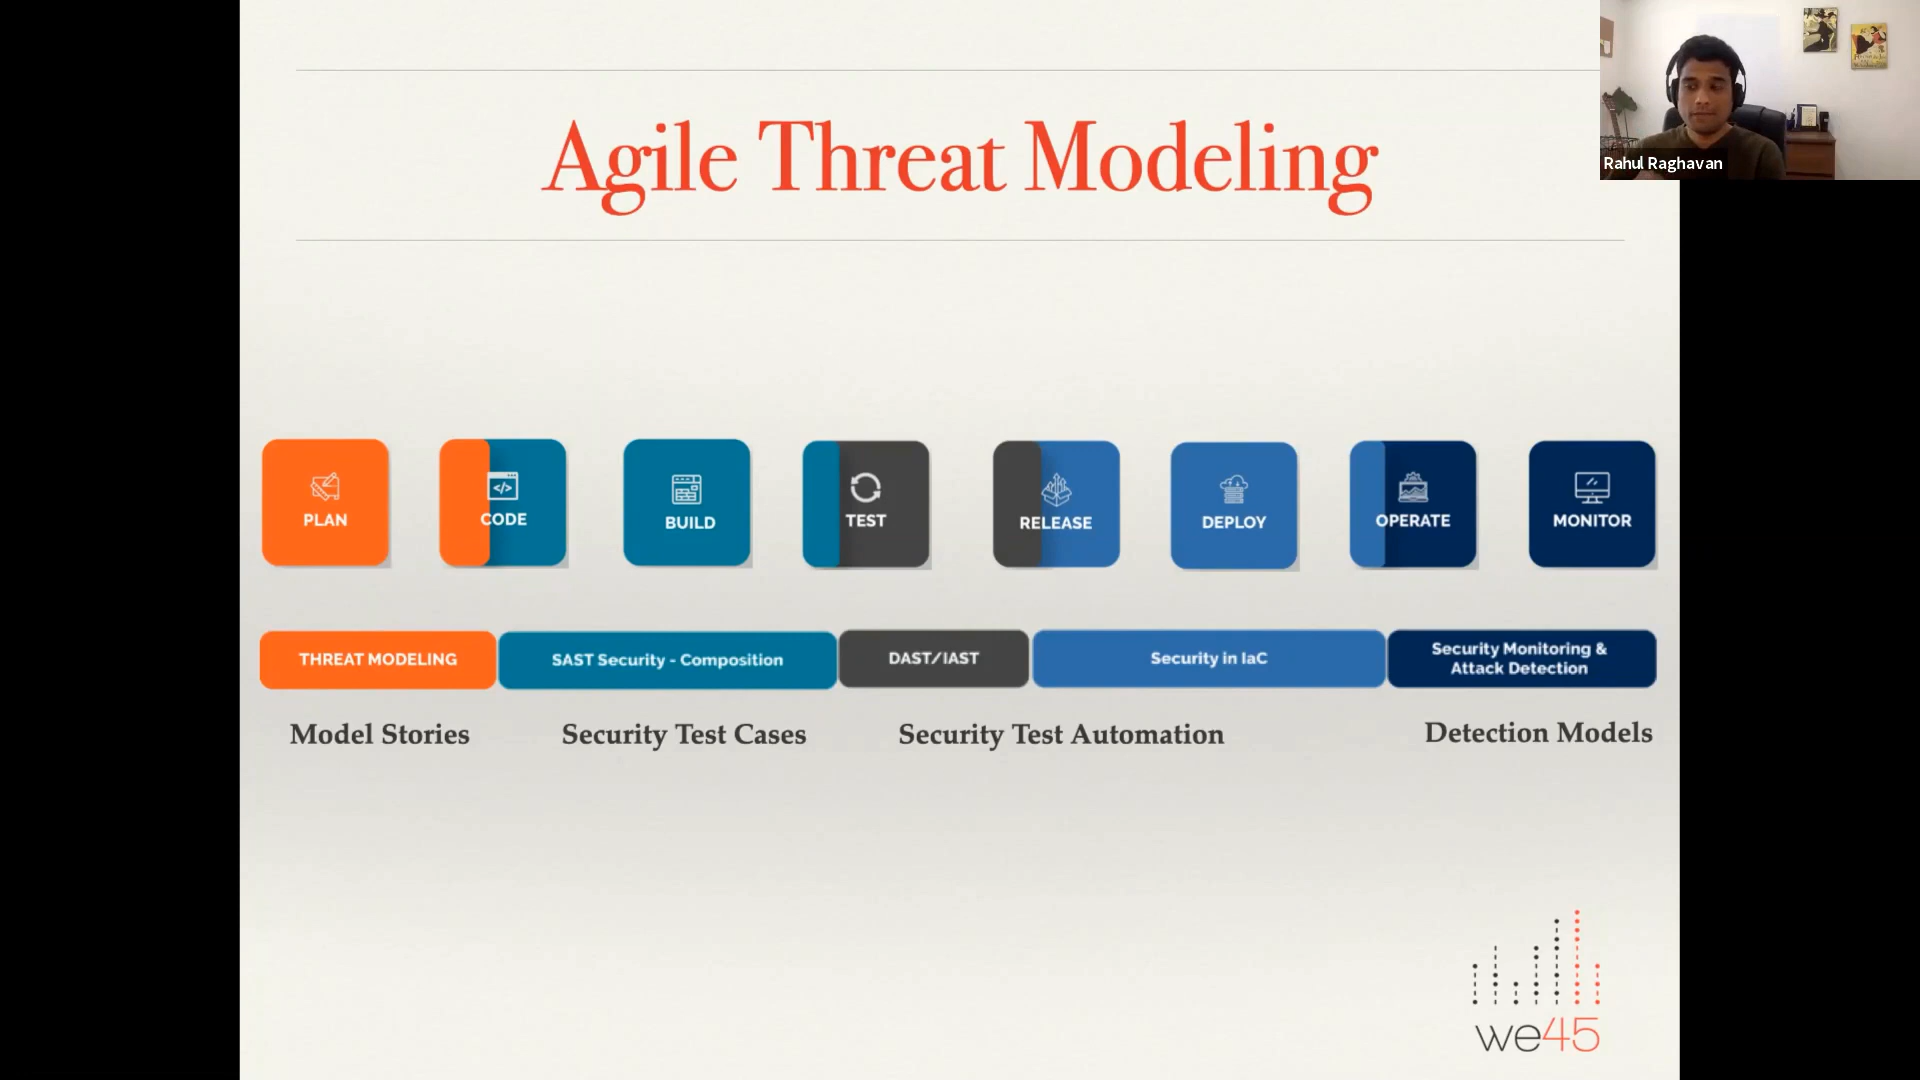 Agile Threat Modeling
Rahul Raghavan
PLAN
CODE
BUILD
TEST
RELEASE
DEPLOY
OPERATE
MONITOR
THREAT MODELING
SAST Security - Composition
DAST/IAST
Security in IaC
Security Monitoring &
Attack Detection
Model Stories
Security Test Cases
Security Test Automation
Detection Models
we45